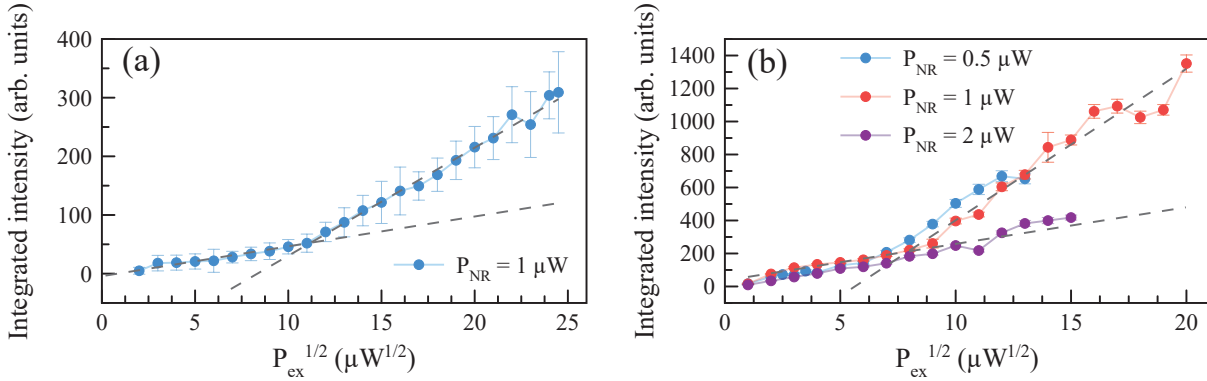 (a)
Integrated intensity (arb. units)
400
300
200
100
0
P_NR = 1 µW
0 5 10 15 20 25
P_ex^1/2 (µW^1/2)
(b)
Integrated intensity (arb. units)
1400
1200
1000
800
600
400
200
0
P_NR = 0.5 µW
P_NR = 1 µW
P_NR = 2 µW
0 5 10 15 20
P_ex^1/2 (µW^1/2)